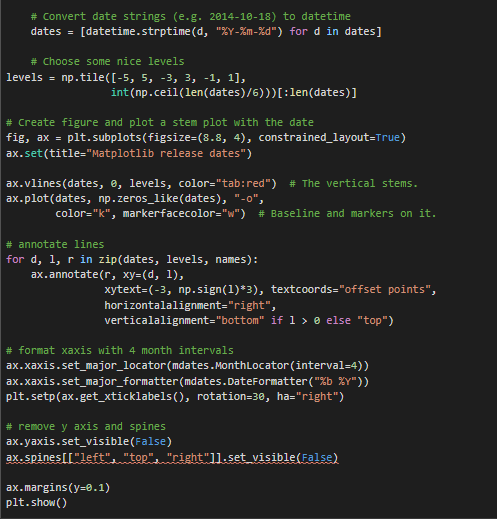 # Convert date strings (e.g. 2014-10-18) to datetime
    dates = [datetime.strptime(d, "%Y-%m-%d") for d in dates]

    # Choose some nice levels
levels = np.tile([-5, 5, -3, 3, -1, 1],
                 int(np.ceil(len(dates)/6)))[:len(dates)]

# Create figure and plot a stem plot with the date
fig, ax = plt.subplots(figsize=(8.8, 4), constrained_layout=True)
ax.set(title="Matplotlib release dates")

ax.vlines(dates, 0, levels, color="tab:red")  # The vertical stems.
ax.plot(dates, np.zeros_like(dates), "-o",
        color="k", markerfacecolor="w")  # Baseline and markers on it.

# annotate lines
for d, l, r in zip(dates, levels, names):
    ax.annotate(r, xy=(d, l),
                xytext=(-3, np.sign(l)*3), textcoords="offset points",
                horizontalalignment="right",
                verticalalignment="bottom" if l > 0 else "top")

# format xaxis with 4 month intervals
ax.xaxis.set_major_locator(mdates.MonthLocator(interval=4))
ax.xaxis.set_major_formatter(mdates.DateFormatter("%b %Y"))
plt.setp(ax.get_xticklabels(), rotation=30, ha="right")

# remove y axis and spines
ax.yaxis.set_visible(False)
ax.spines[["left", "top", "right"]].set_visible(False)

ax.margins(y=0.1)
plt.show()